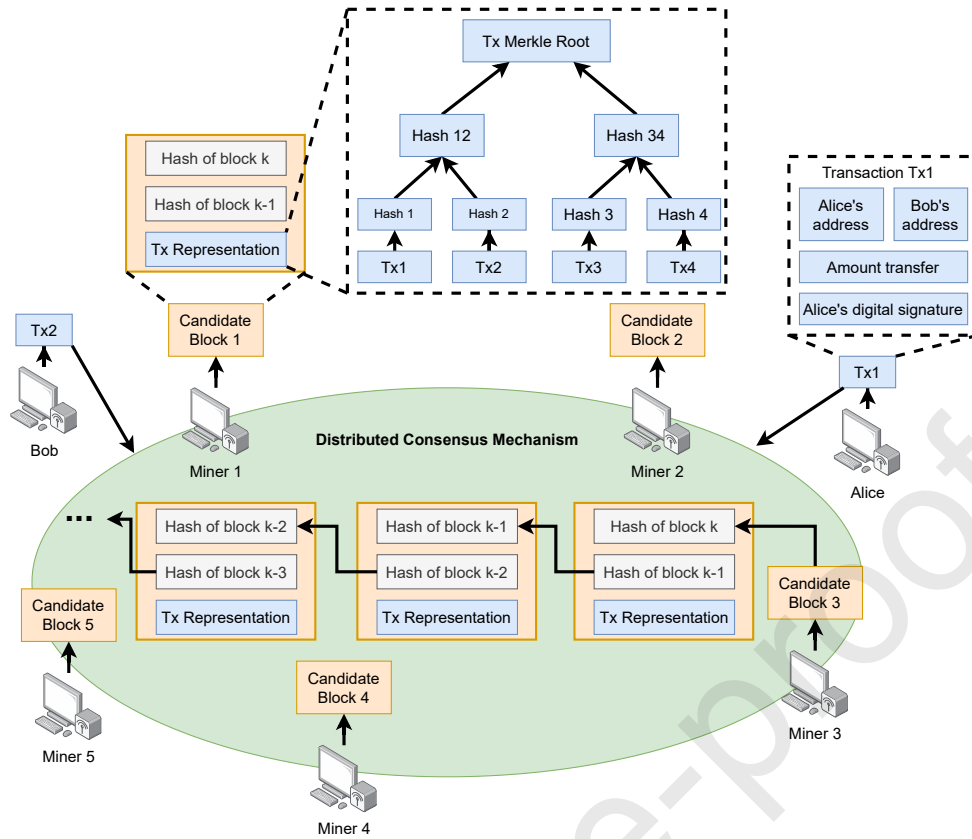 Tx Merkle Root
Hash 12
Hash 34
Hash 1
Hash 2
Hash 3
Hash 4
Tx1
Tx2
Tx3
Tx4
Hash of block k
Hash of block k-1
Tx Representation
Transaction Tx1
Alice's
address
Bob's
address
Amount transfer
Alice's digital signature
Candidate
Block 1
Candidate
Block 2
Tx2
Bob
Tx1
Alice
Miner 1
Miner 2
Distributed Consensus Mechanism
...
Hash of block k-2
Hash of block k-3
Tx Representation
Hash of block k-1
Hash of block k-2
Tx Representation
Hash of block k
Hash of block k-1
Tx Representation
Candidate
Block 3
Candidate
Block 5
Candidate
Block 4
Miner 5
Miner 4
Miner 3
e-proof